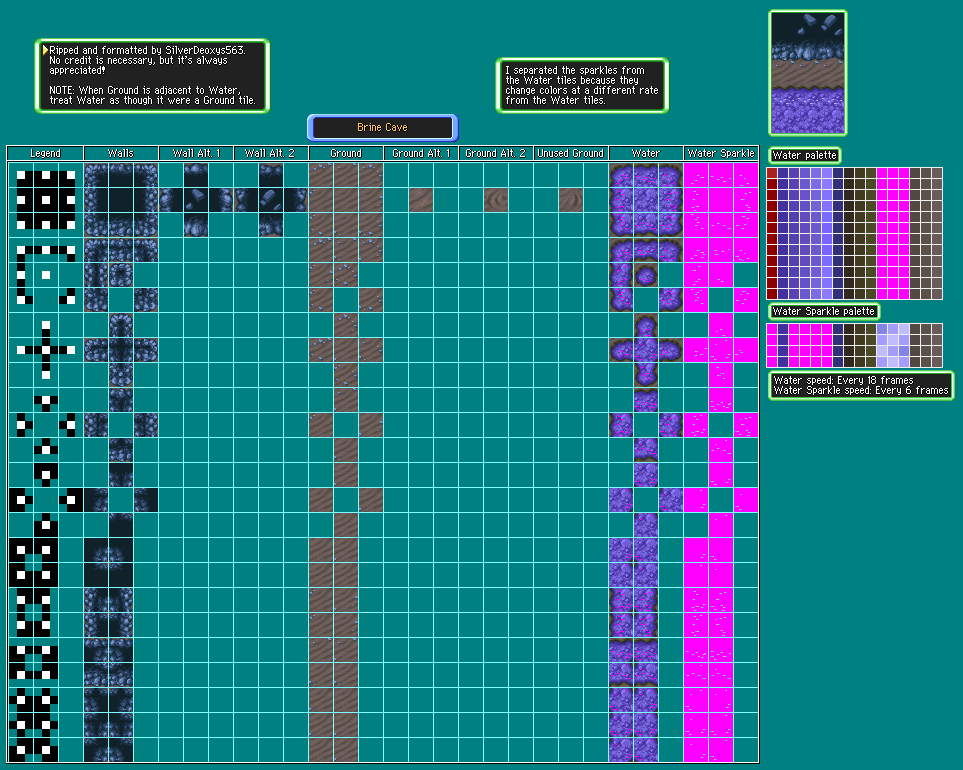 Ripped and formatted by SilverDeoxys563.
No credit is necessary, but it's always
appreciated!
NOTE: When Ground is adjacent to Water,
treat Water as though it were a Ground tile.
I separated the sparkles from
the Water tiles because they
change colors at a different rate
from the Water tiles.
Brine Cave
Legend
Walls
Wall Alt. 1
Wall Alt. 2
Ground
Ground Alt. 1
Ground Alt. 2
Unused Ground
Water
Water Sparkle
Water palette
Water Sparkle palette
Water speed: Every 18 frames
Water Sparkle speed: Every 6 frames